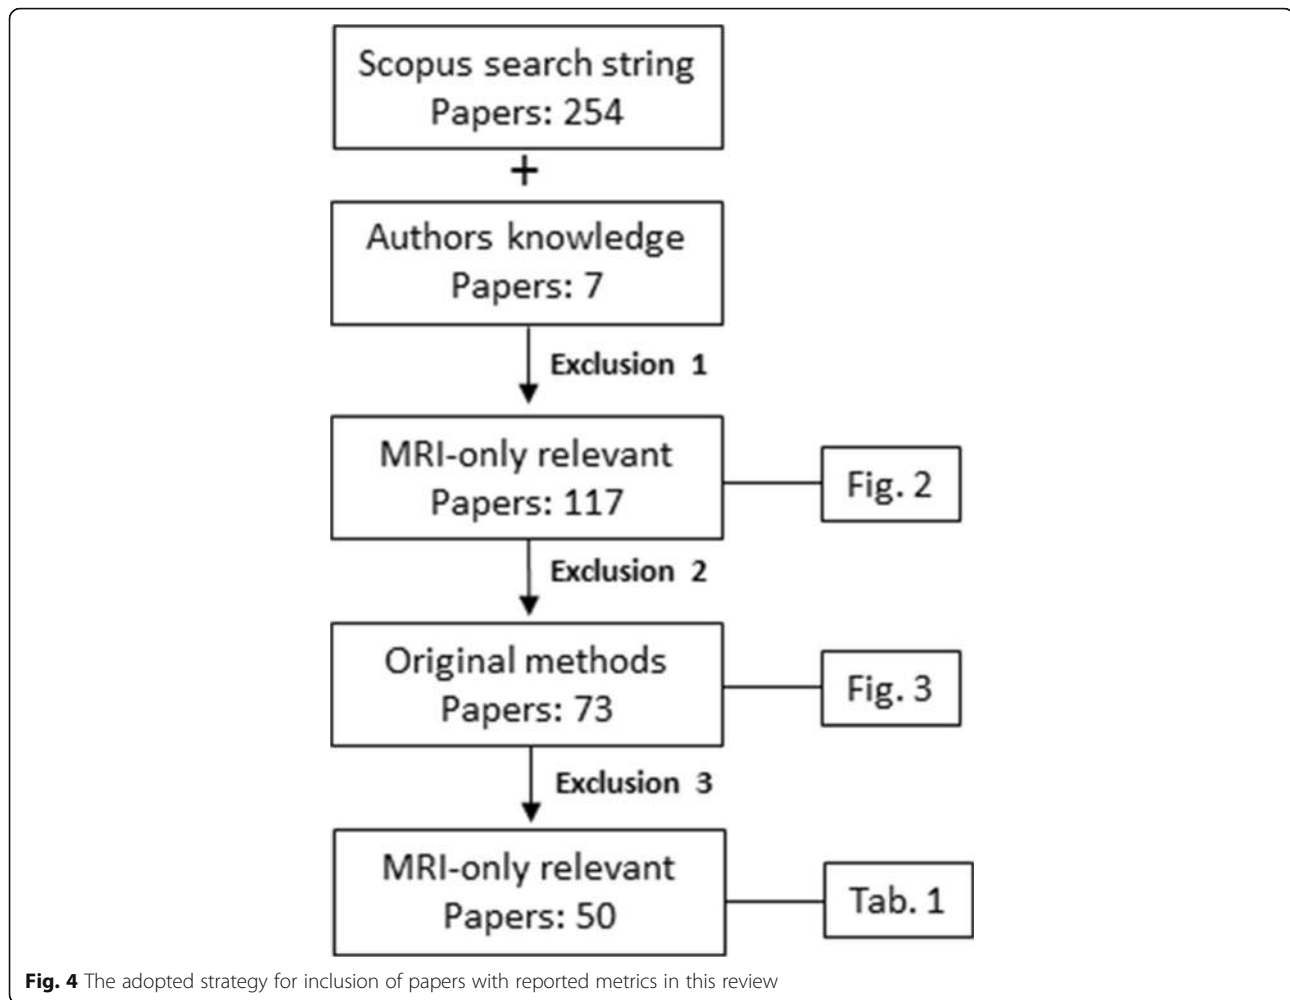 Scopus search string
Papers: 254
+
Authors knowledge
Papers: 7
Exclusion 1
MRI-only relevant
Papers: 117
Fig. 2
Exclusion 2
Original methods
Papers: 73
Fig. 3
Exclusion 3
MRI-only relevant
Papers: 50
Tab. 1
Fig. 4 The adopted strategy for inclusion of papers with reported metrics in this review